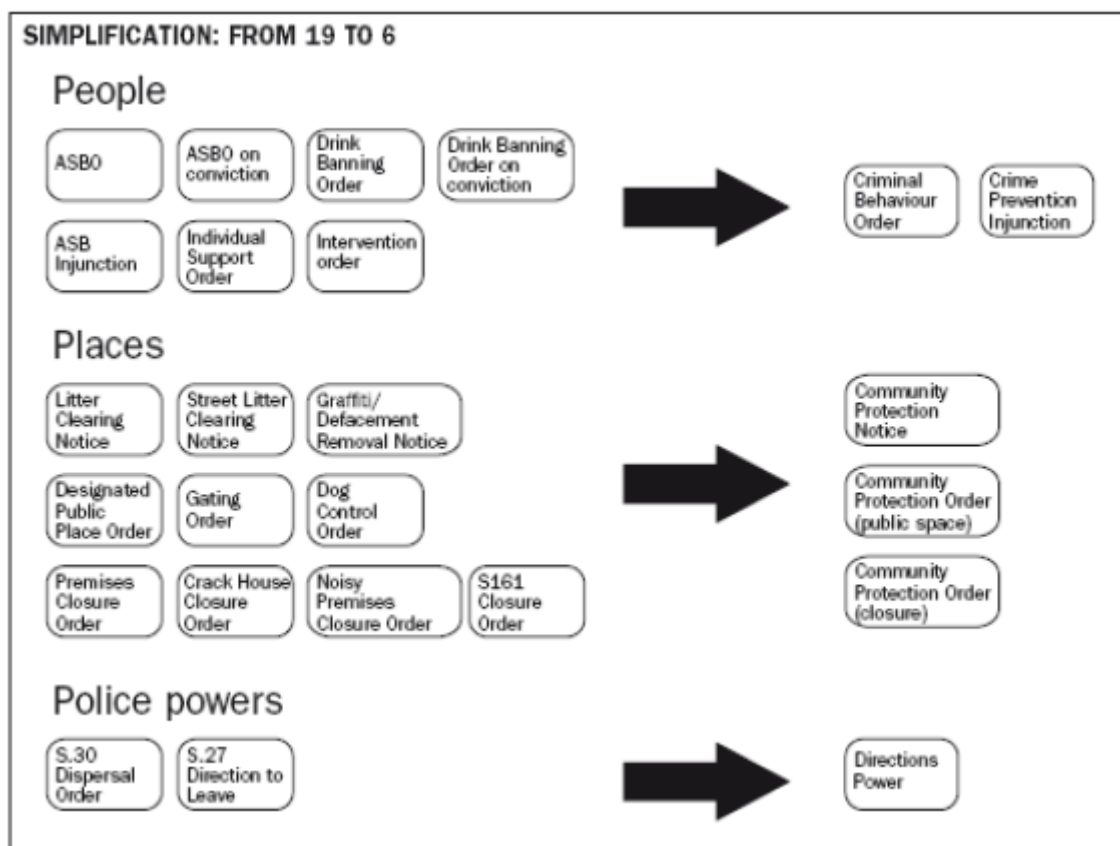 SIMPLIFICATION: FROM 19 TO 6
People
ASBO
ASBO on
conviction
Drink
Banning
Order
Drink Banning
Order on
conviction
ASB
Injunction
Individual
Support
Order
Intervention
order
Criminal
Behaviour
Order
Crime
Prevention
Injunction
Places
Litter
Clearing
Notice
Street Litter
Clearing
Notice
Graffiti/
Defacement
Removal Notice
Designated
Public
Place Order
Gating
Order
Dog
Control
Order
Premises
Closure
Order
Crack House
Closure
Order
Noisy
Premises
Closure Order
S161
Closure
Order
Community
Protection
Notice
Community
Protection Order
(public space)
Community
Protection Order
(closure)
Police powers
S.30
Dispersal
Order
S.27
Direction to
Leave
Directions
Power